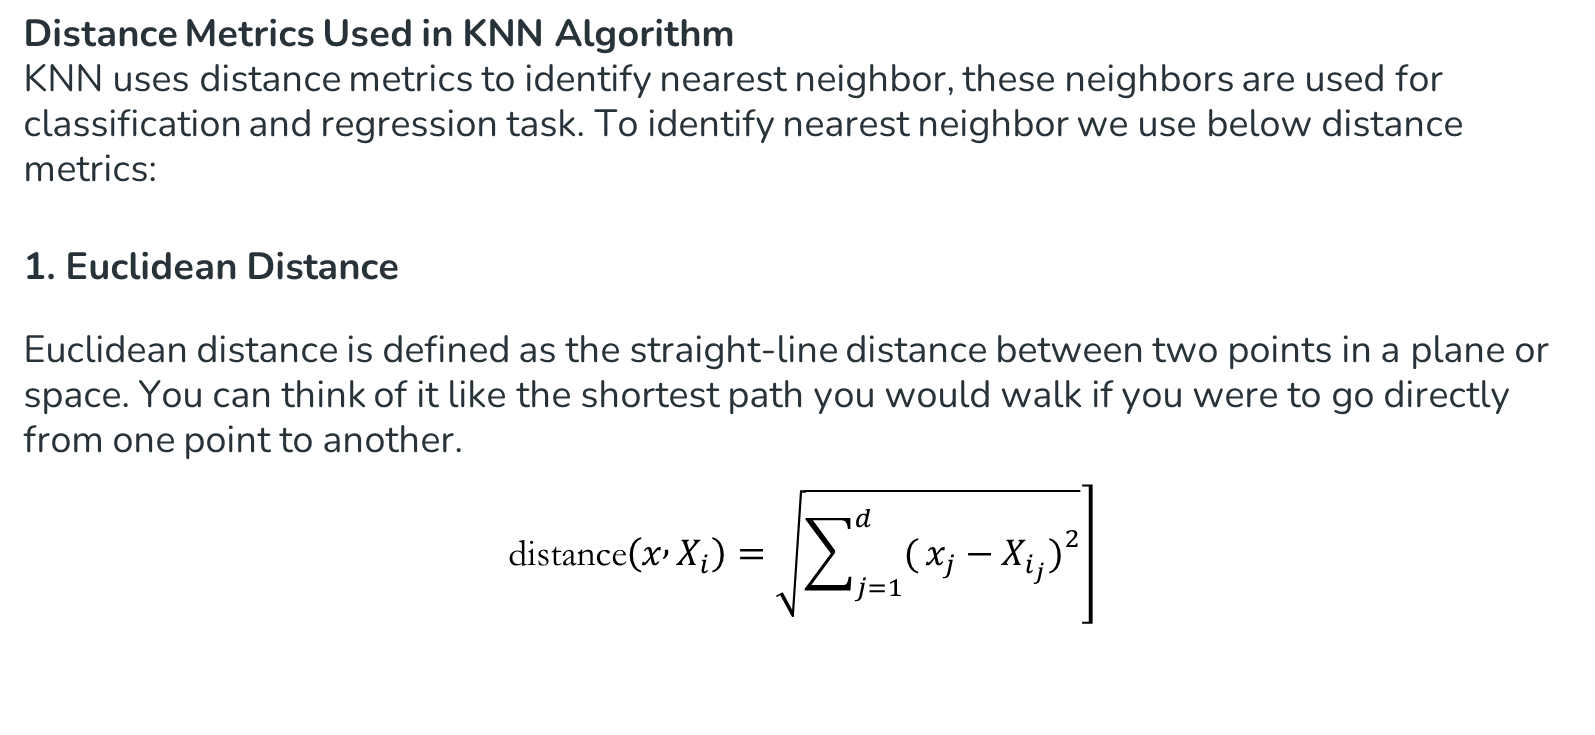 Distance Metrics Used in KNN Algorithm
KNN uses distance metrics to identify nearest neighbor, these neighbors are used for
classification and regression task. To identify nearest neighbor we use below distance
metrics:
1. Euclidean Distance
Euclidean distance is defined as the straight-line distance between two points in a plane or
space. You can think of it like the shortest path you would walk if you were to go directly
from one point to another.
distance(x, X_i) = √(∑_{j=1}^{d} (x_j − X_{i_j})^2)]